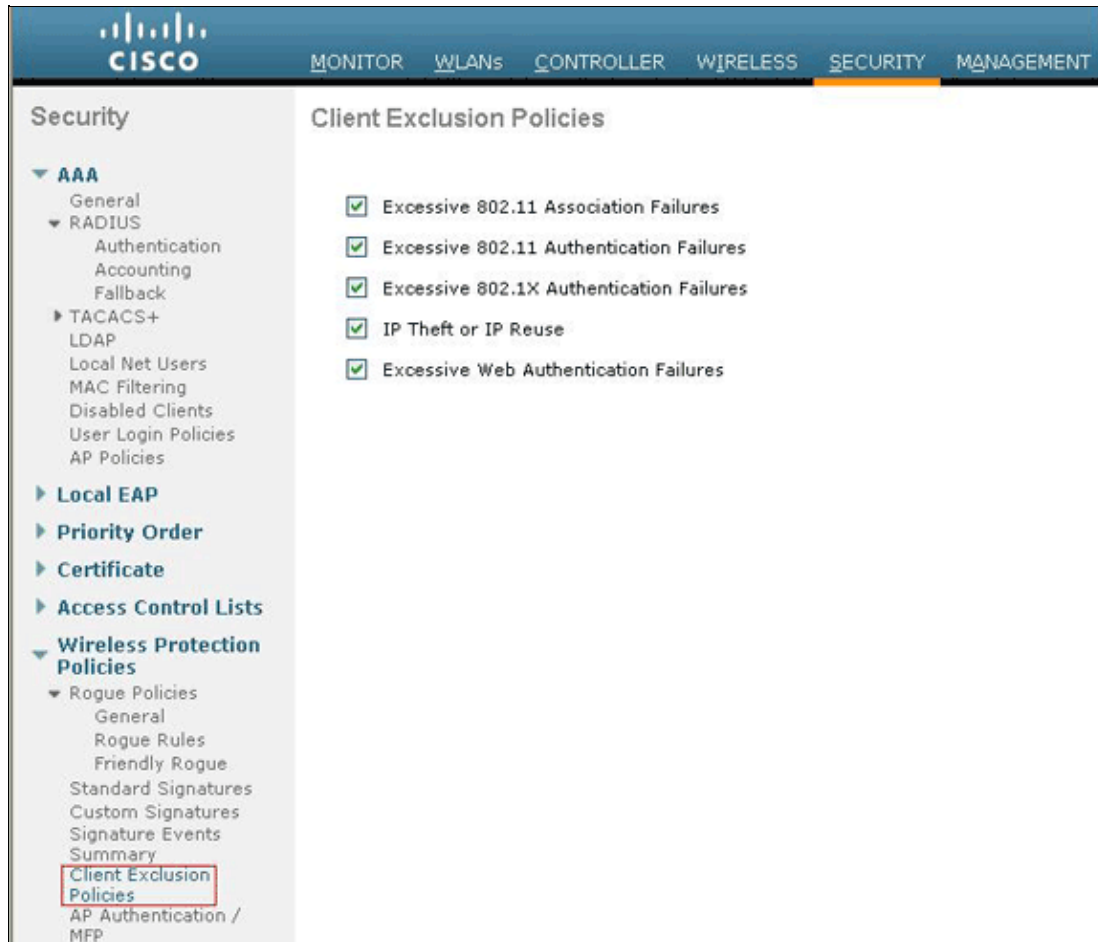 CISCO
MONITOR WLANs CONTROLLER WIRELESS SECURITY MANAGEMENT
Security
AAA
General
RADIUS
Authentication
Accounting
Fallback
TACACS+
LDAP
Local Net Users
MAC Filtering
Disabled Clients
User Login Policies
AP Policies
Local EAP
Priority Order
Certificate
Access Control Lists
Wireless Protection
Policies
Rogue Policies
General
Rogue Rules
Friendly Rogue
Standard Signatures
Custom Signatures
Signature Events
Summary
Client Exclusion
Policies
AP Authentication /
MFP
Client Exclusion Policies
Excessive 802.11 Association Failures
Excessive 802.11 Authentication Failures
Excessive 802.1X Authentication Failures
IP Theft or IP Reuse
Excessive Web Authentication Failures